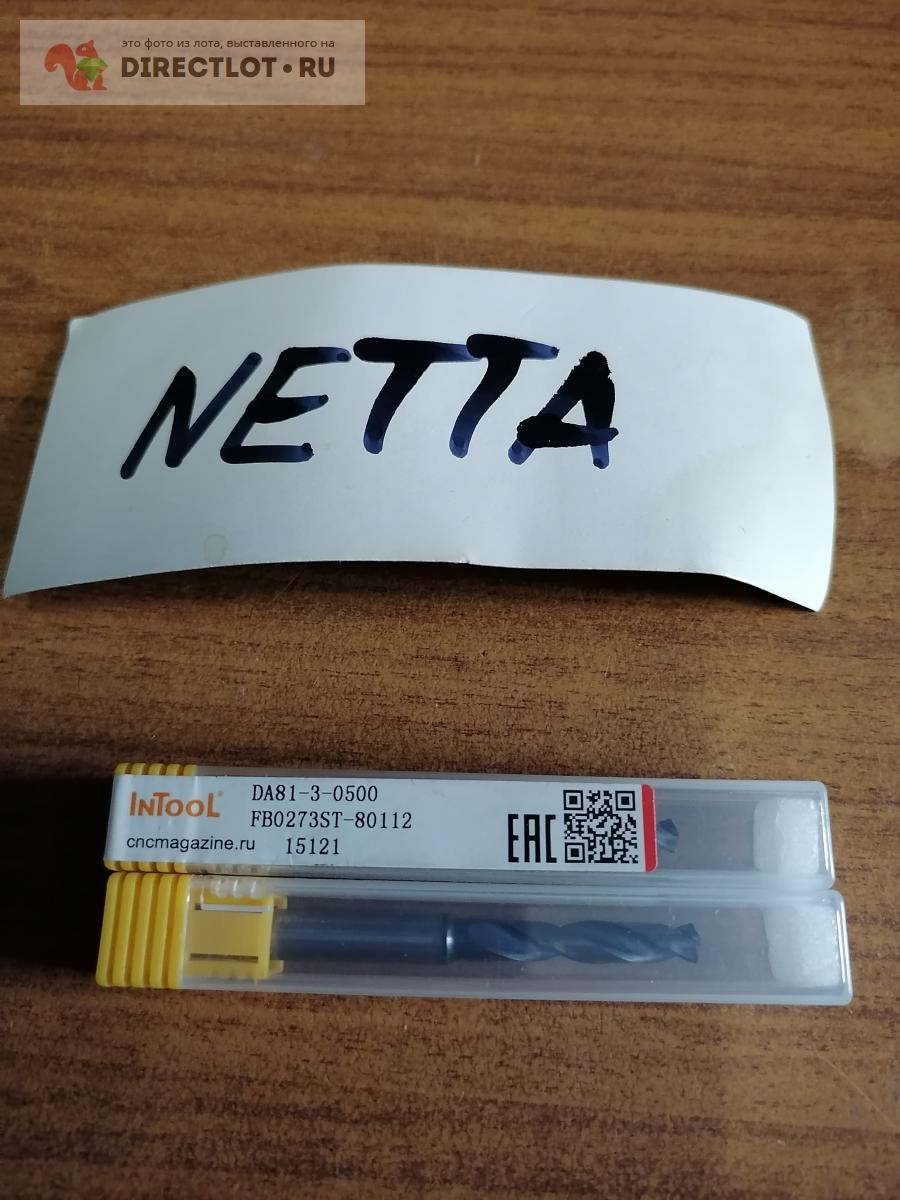 это фото из лота, выставленного на
DIRECTLOT•RU
NETTA
INTOOL®
DA81-3-0500
FB0273ST-80112
cncmagazine.ru 15121
EAC